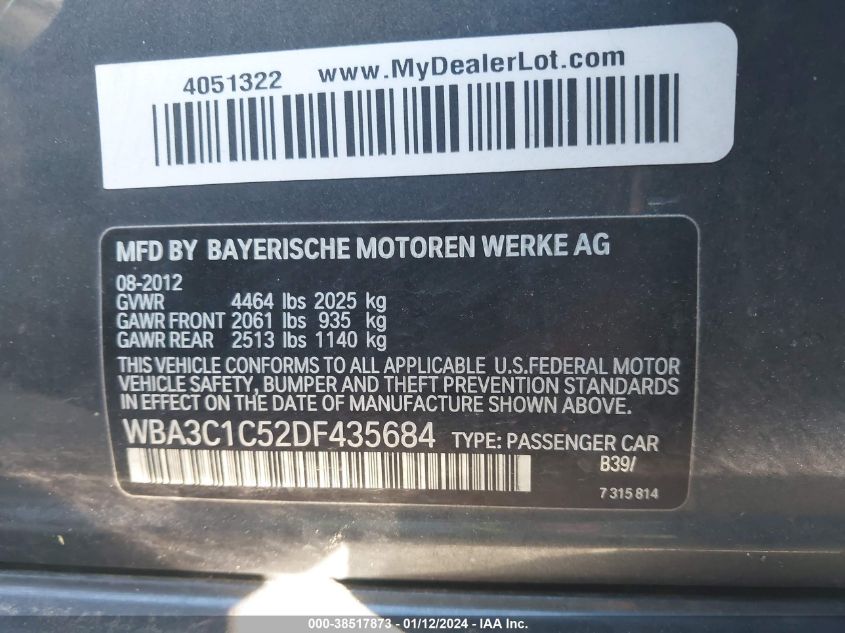 4051322 www.MyDealerLot.com
MFD BY BAYERISCHE MOTOREN WERKE AG
08-2012
GVWR 4464 lbs 2025 kg
GAWR FRONT 2061 lbs 935 kg
GAWR REAR 2513 lbs 1140 kg
THIS VEHICLE CONFORMS TO ALL APPLICABLE U.S.FEDERAL MOTOR
VEHICLE SAFETY, BUMPER AND THEFT PREVENTION STANDARDS
IN EFFECT ON THE DATE OF MANUFACTURE SHOWN ABOVE.
WBA3C1C52DF435684 TYPE: PASSENGER CAR
B39/
7 315 814
000-38517873 - 01/12/2024 - IAA Inc.